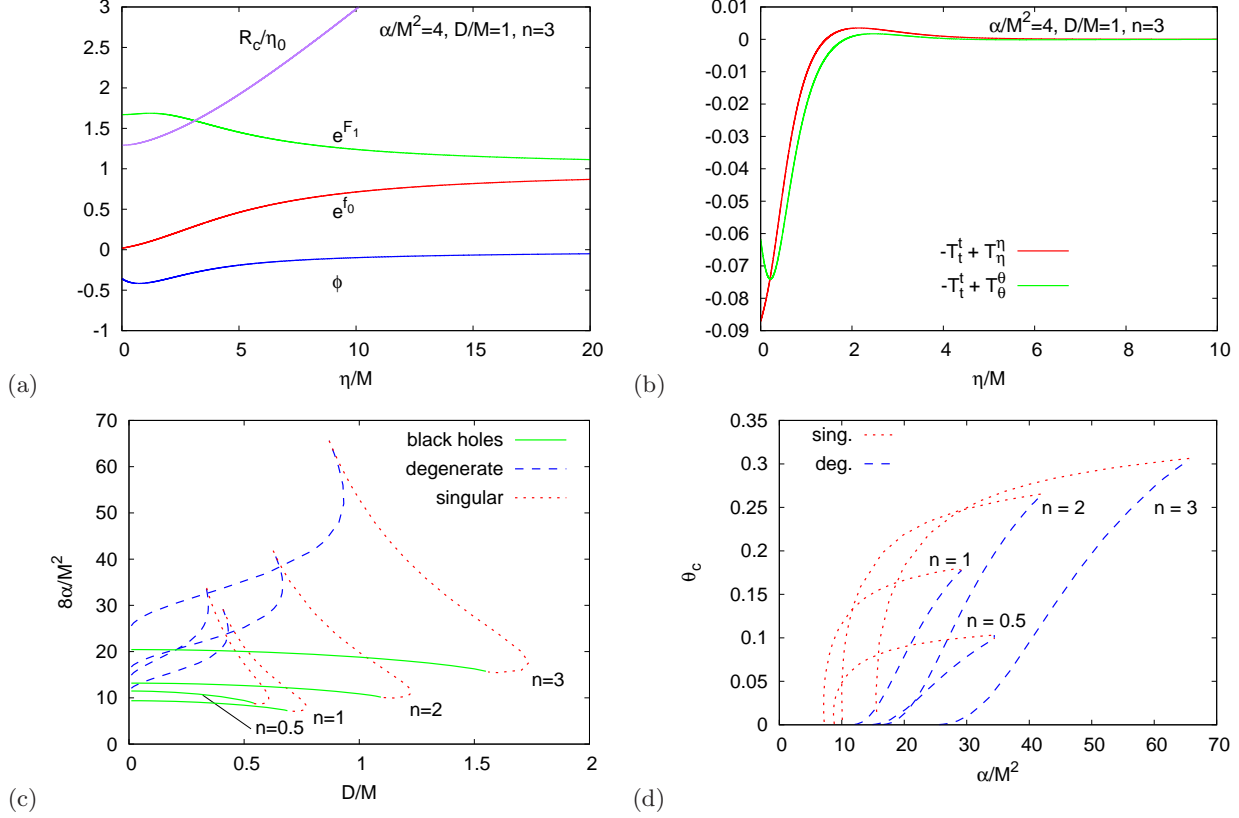 α/M²=4, D/M=1, n=3
R_c/η_0
e^{F_1}
e^{f_0}
ϕ
3
2.5
2
1.5
1
0.5
0
-0.5
-1
0 5 10 15 20
(a)
η/M
α/M²=4, D/M=1, n=3
0.01
0
-0.01
-0.02
-0.03
-0.04
-0.05
-0.06
-0.07
-0.08
-0.09
-T_t^t + T_η^η
-T_t^t + T_θ^θ
0 2 4 6 8 10
(b)
η/M
70
60
50
40
30
20
10
0
8α/M²
black holes
degenerate
singular
n=3
n=2
n=1
n=0.5
0 0.5 1 1.5 2
(c)
D/M
0.35
0.3
0.25
0.2
0.15
0.1
0.05
0
θ_c
sing.
deg.
n = 2
n = 3
n = 1
n = 0.5
0 10 20 30 40 50 60 70
(d)
α/M²